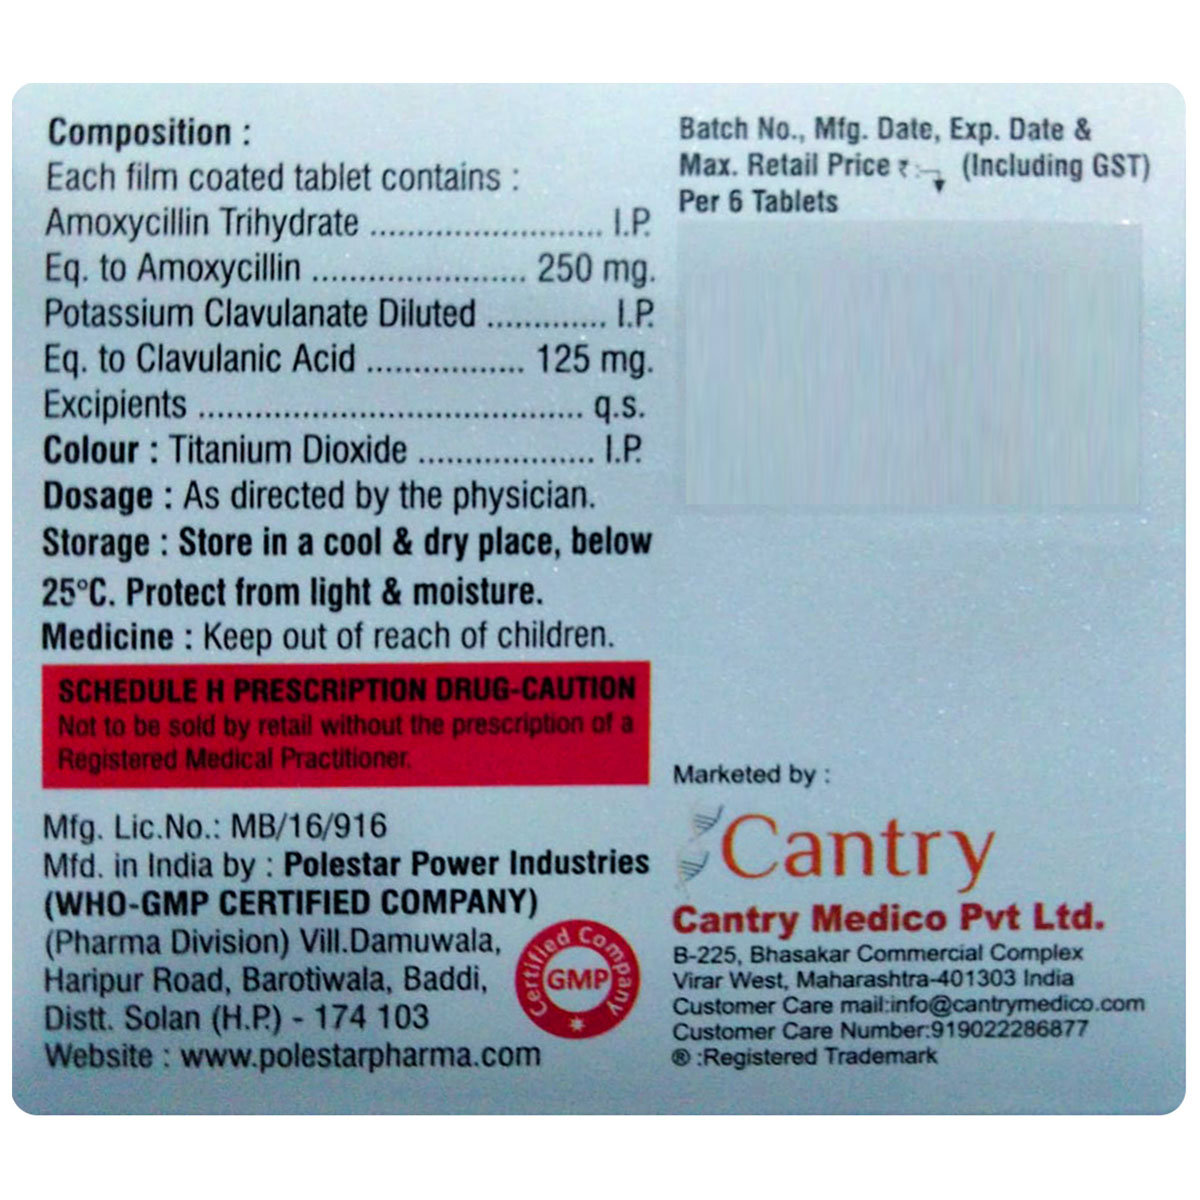 Composition :
Each film coated tablet contains :
Amoxycillin Trihydrate .......................... I.P.
Eq. to Amoxycillin ....................... 250 mg.
Potassium Clavulanate Diluted ............. I.P.
Eq. to Clavulanic Acid ................. 125 mg.
Excipients ......................................... q.s.
Colour : Titanium Dioxide ................... I.P.
Dosage : As directed by the physician.
Storage : Store in a cool & dry place, below
25°C. Protect from light & moisture.
Medicine : Keep out of reach of children.
SCHEDULE H PRESCRIPTION DRUG-CAUTION
Not to be sold by retail without the prescription of a
Registered Medical Practitioner.
Mfg. Lic.No.: MB/16/916
Mfd. in India by : Polestar Power Industries
(WHO-GMP CERTIFIED COMPANY)
(Pharma Division) Vill.Damuwala,
Haripur Road, Barotiwala, Baddi,
Distt. Solan (H.P.) - 174 103
Website : www.polestarpharma.com
Certified Company
GMP
Batch No., Mfg. Date, Exp. Date &
Max. Retail Price ₹ : (Including GST)
Per 6 Tablets
Marketed by :
Cantry
Cantry Medico Pvt Ltd.
B-225, Bhasakar Commercial Complex
Virar West, Maharashtra-401303 India
Customer Care mail:info@cantrymedico.com
Customer Care Number:919022286877
® :Registered Trademark